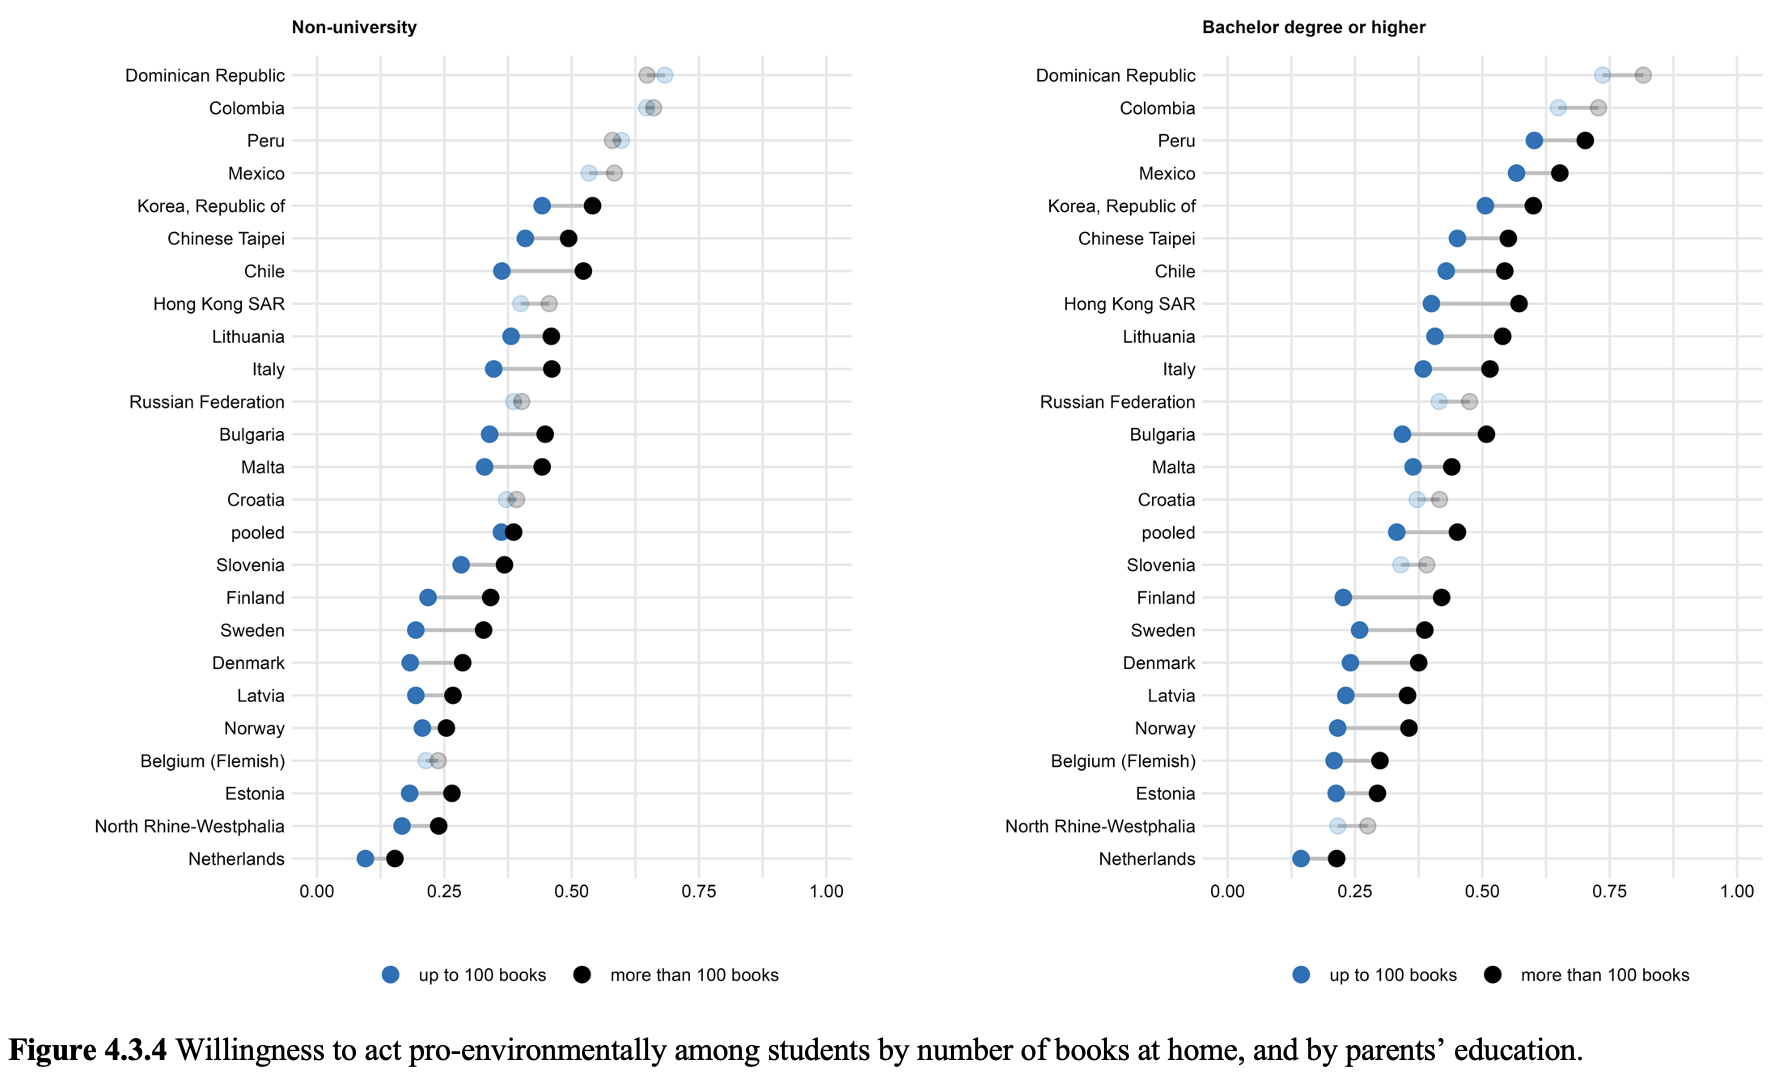 Non-university
Dominican Republic
Colombia
Peru
Mexico
Korea, Republic of
Chinese Taipei
Chile
Hong Kong SAR
Lithuania
Italy
Russian Federation
Bulgaria
Malta
Croatia
pooled
Slovenia
Finland
Sweden
Denmark
Latvia
Norway
Belgium (Flemish)
Estonia
North Rhine-Westphalia
Netherlands
0.00 0.25 0.50 0.75 1.00
up to 100 books more than 100 books
Bachelor degree or higher
Dominican Republic
Colombia
Peru
Mexico
Korea, Republic of
Chinese Taipei
Chile
Hong Kong SAR
Lithuania
Italy
Russian Federation
Bulgaria
Malta
Croatia
pooled
Slovenia
Finland
Sweden
Denmark
Latvia
Norway
Belgium (Flemish)
Estonia
North Rhine-Westphalia
Netherlands
0.00 0.25 0.50 0.75 1.00
up to 100 books more than 100 books
Figure 4.3.4 Willingness to act pro-environmentally among students by number of books at home, and by parents’ education.